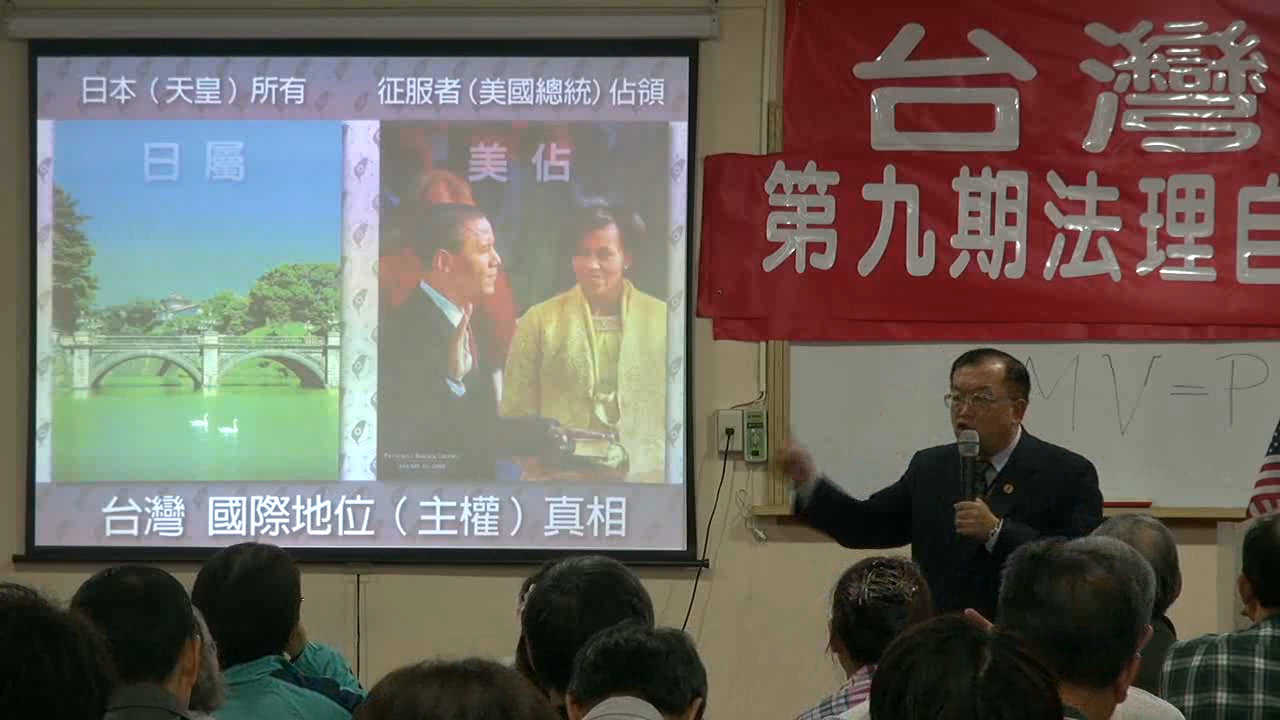 日本（天皇）所有
征服者（美國總統）佔領
日屬
美佔
台灣 國際地位（主權）真相
台灣
第九期法理自
MV=P